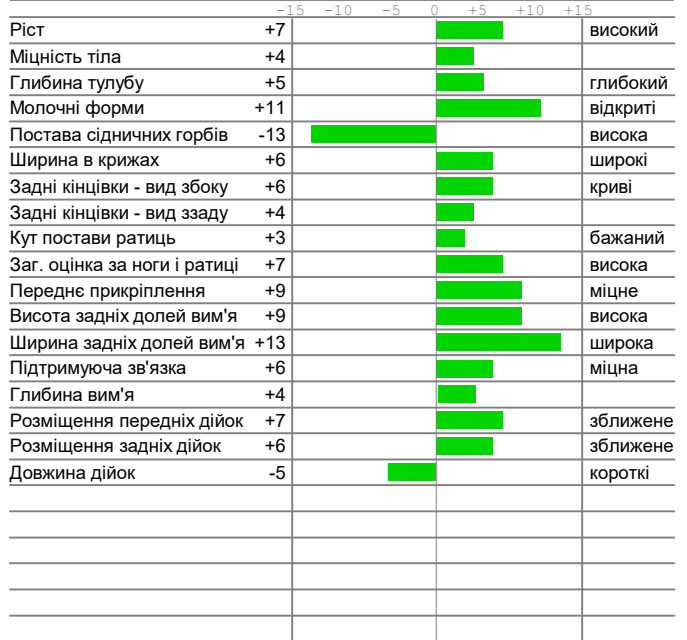 -15 -10 -5 0 +5 +10 +15
Ріст +7 високий
Міцність тіла +4
Глибина тулубу +5 глибокий
Молочні форми +11 відкриті
Постава сідничних горбів -13 висока
Ширина в крижах +6 широкі
Задні кінцівки - вид збоку +6 криві
Задні кінцівки - вид ззаду +4
Кут постави ратиць +3 бажаний
Заг. оцінка за ноги і ратиці +7 висока
Переднє прикріплення +9 міцне
Висота задніх долей вим'я +9 висока
Ширина задніх долей вим'я +13 широка
Підтримуюча зв'язка +6 міцна
Глибина вим'я +4
Розміщення передніх дійок +7 зближене
Розміщення задніх дійок +6 зближене
Довжина дійок -5 короткі